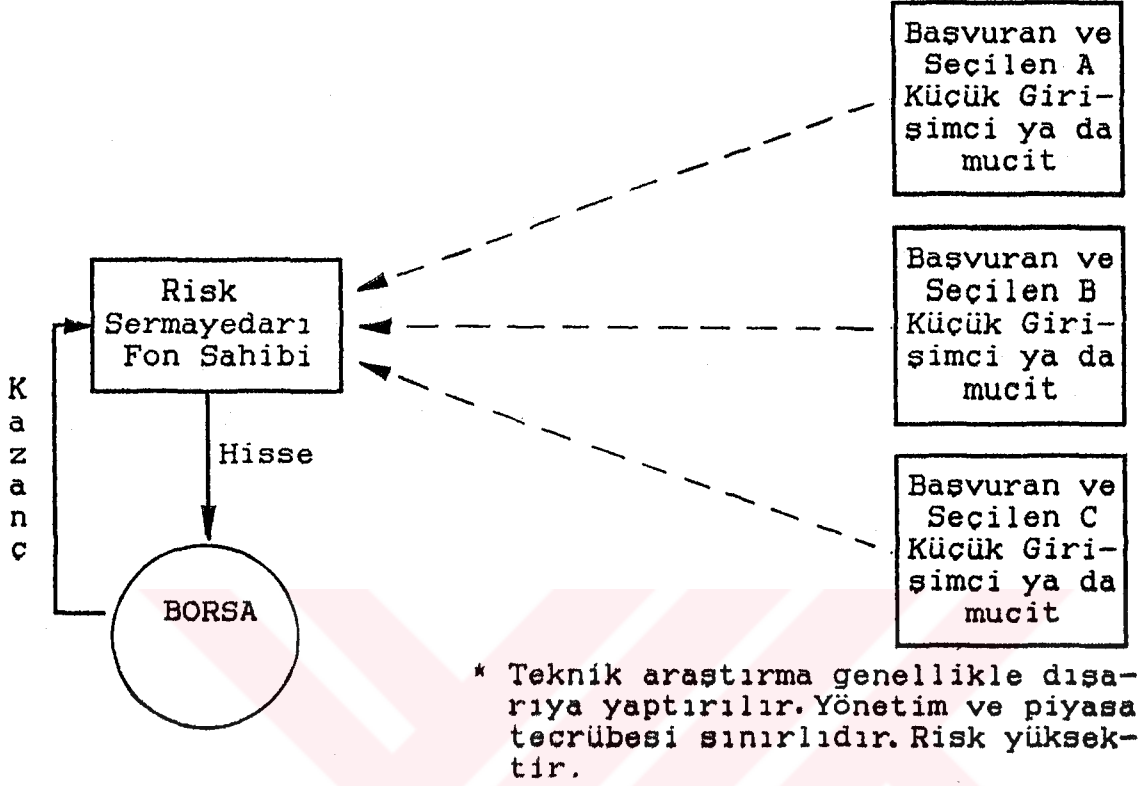 Başvuran ve
Seçilen A
Küçük Giri-
şimci ya da
mucit
Risk
Sermayedarı
Fon Sahibi
Başvuran ve
Seçilen B
Küçük Giri-
şimci ya da
mucit
Kazanç
Hisse
BORSA
Başvuran ve
Seçilen C
Küçük Giri-
şimci ya da
mucit
* Teknik araştırma genellikle dışa-
rıya yaptırılır. Yönetim ve piyasa
tecrübesi sınırlıdır. Risk yüksek-
tir.